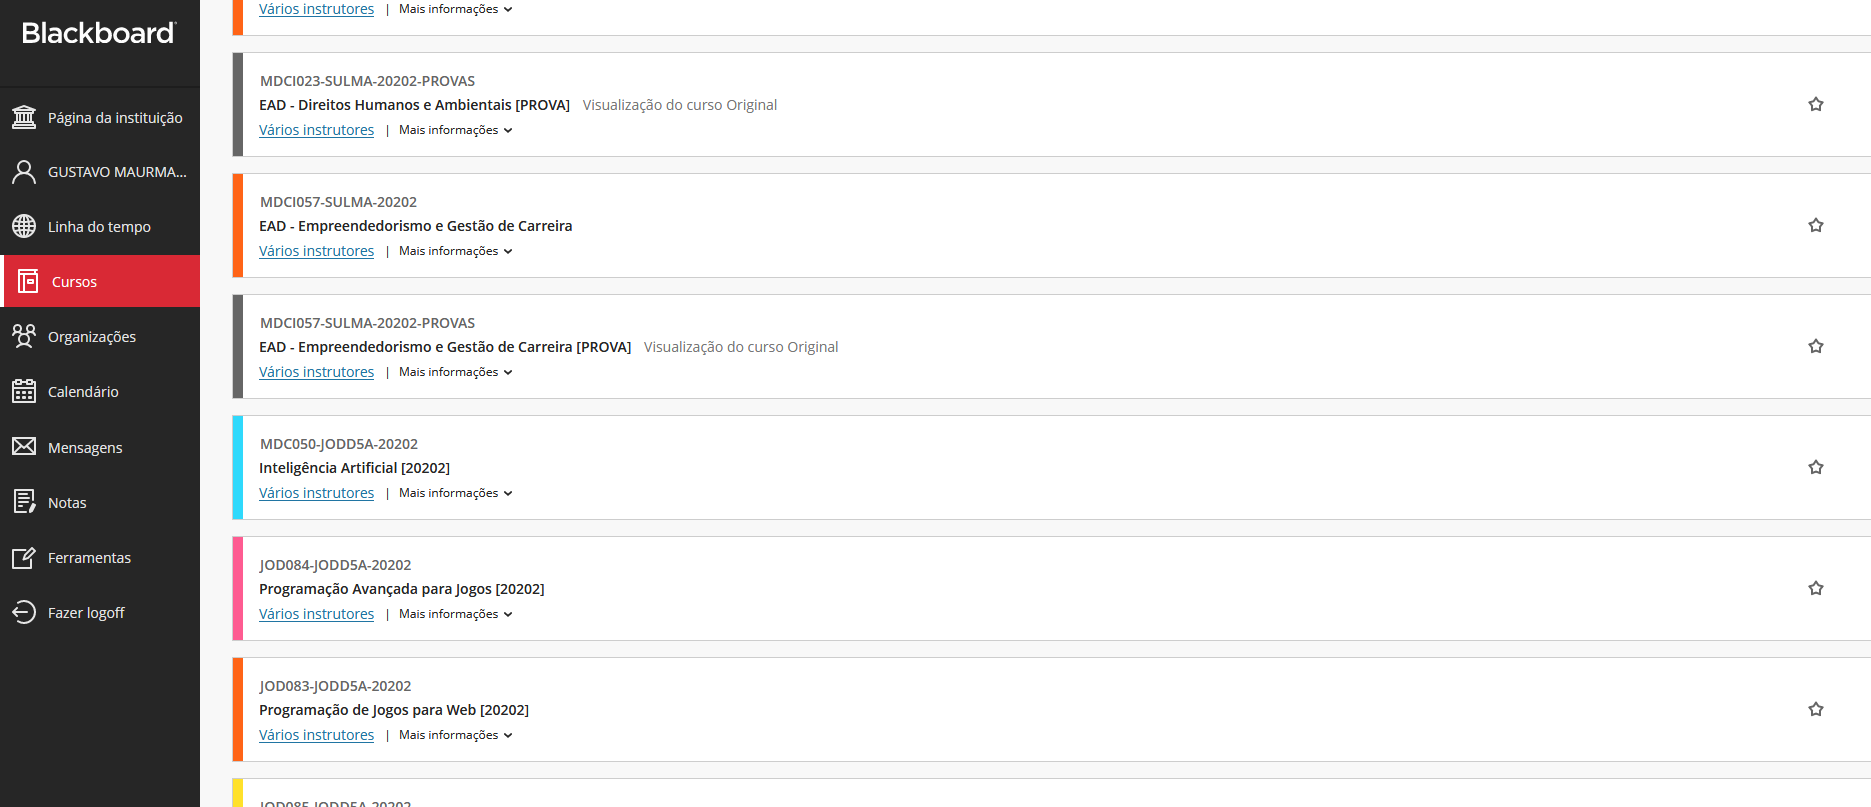 Blackboard
Página da instituição
GUSTAVO MAURMA...
Linha do tempo
Cursos
Organizações
Calendário
Mensagens
Notas
Ferramentas
Fazer logoff
Vários instrutores | Mais informações
MDCI023-SULMA-20202-PROVAS
EAD - Direitos Humanos e Ambientais [PROVA] Visualização do curso Original
Vários instrutores | Mais informações
MDCI057-SULMA-20202
EAD - Empreendedorismo e Gestão de Carreira
Vários instrutores | Mais informações
MDCI057-SULMA-20202-PROVAS
EAD - Empreendedorismo e Gestão de Carreira [PROVA] Visualização do curso Original
Vários instrutores | Mais informações
MDC050-JODD5A-20202
Inteligência Artificial [20202]
Vários instrutores | Mais informações
JOD084-JODD5A-20202
Programação Avançada para Jogos [20202]
Vários instrutores | Mais informações
JOD083-JODD5A-20202
Programação de Jogos para Web [20202]
Vários instrutores | Mais informações
JOD085-JODD5A-20202